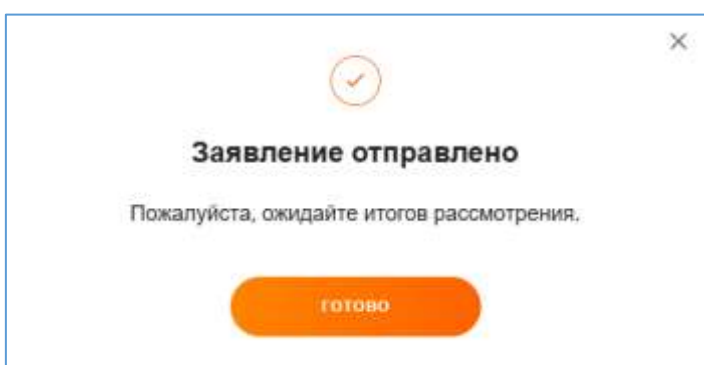 Заявление отправлено
Пожалуйста, ожидайте итогов рассмотрения.
ГОТОВО